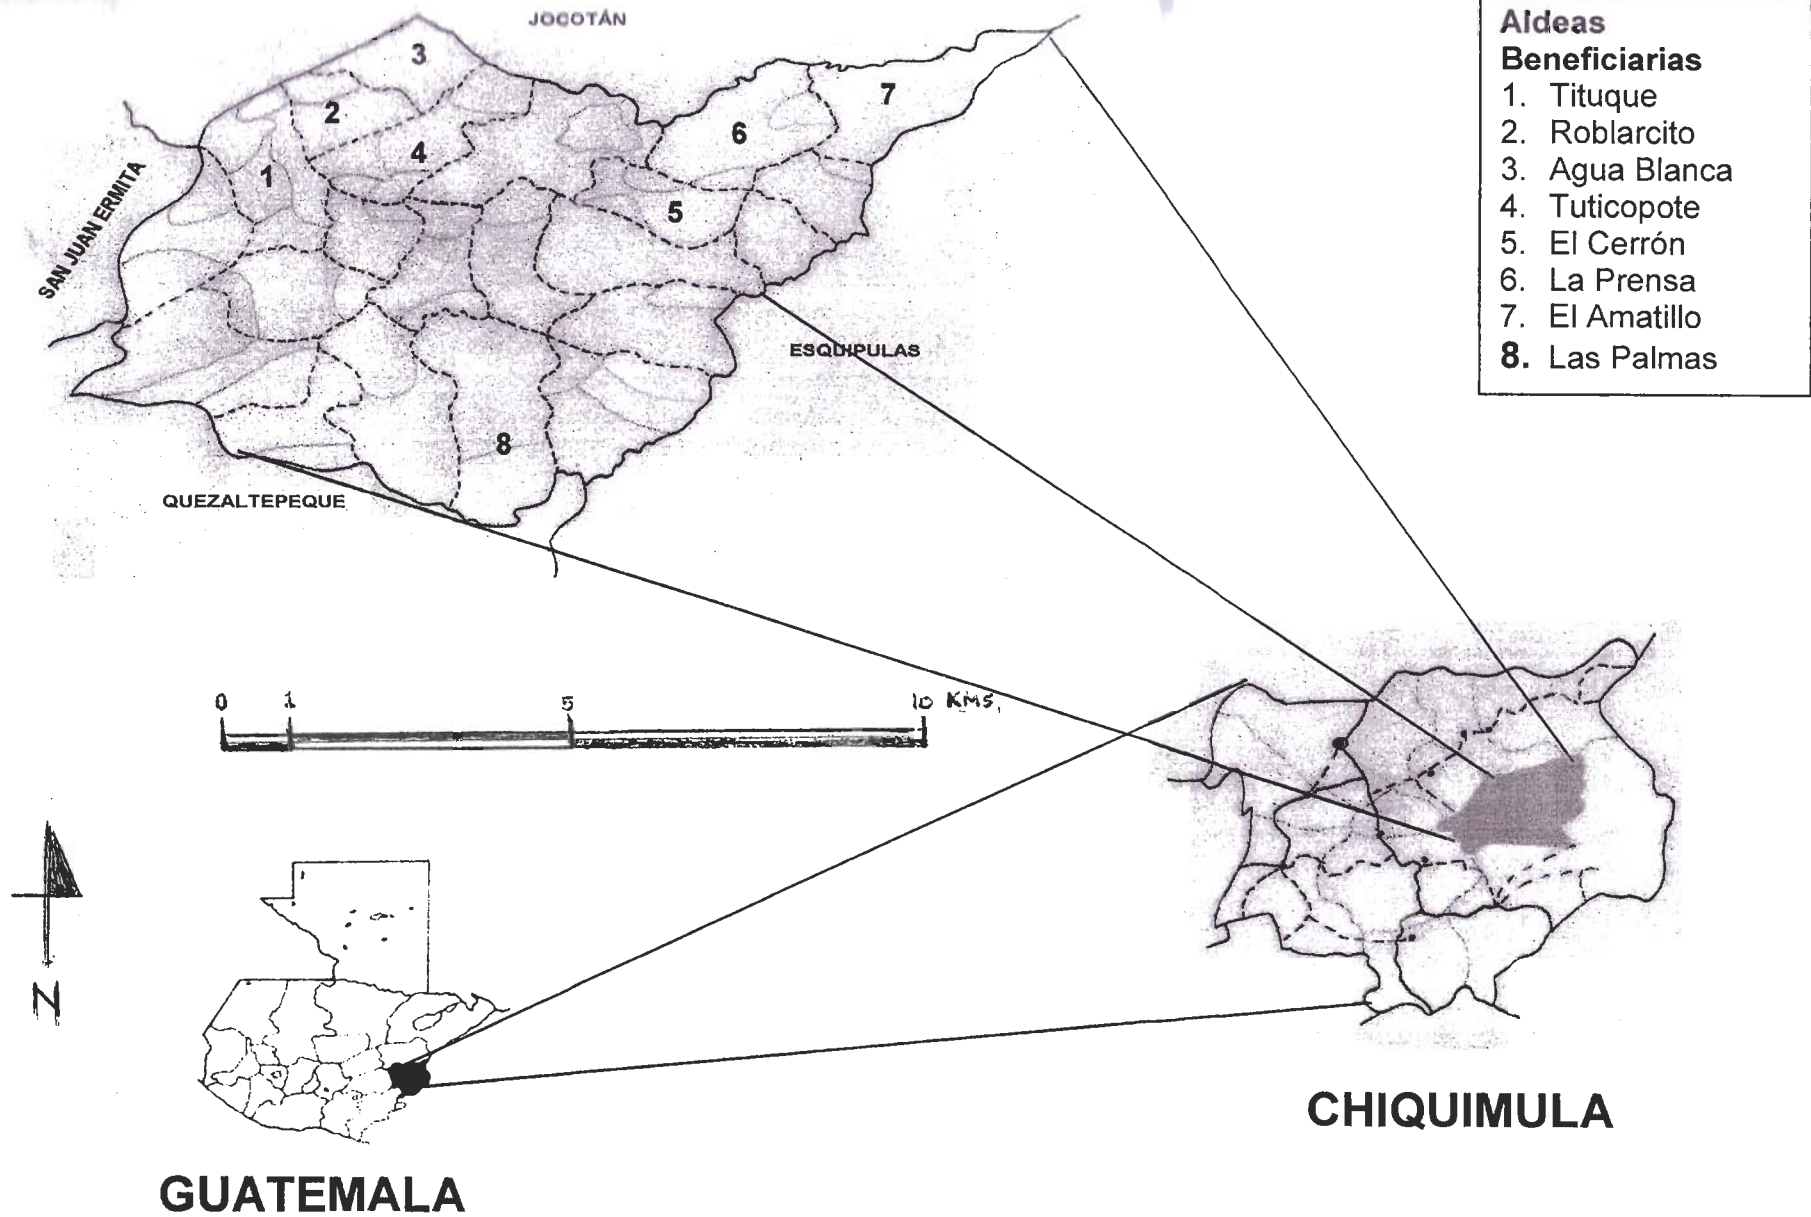 JOCOTÁN
3
7
2
6
4
1
SAN JUAN ERMITA
5
ESQUIPULAS
8
QUEZALTEPEQUE
Aldeas
Beneficiarias
1. Tituque
2. Roblarcito
3. Agua Blanca
4. Tuticopote
5. El Cerrón
6. La Prensa
7. El Amatillo
8. Las Palmas
0 1 5 10 KMS.
N
CHIQUIMULA
GUATEMALA